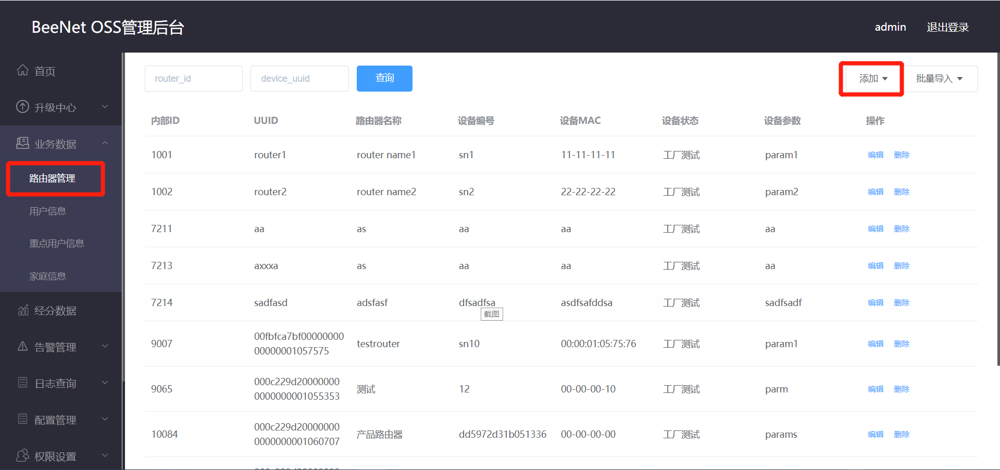 BeeNet OSS管理后台
admin
退出登录
首页
升级中心
业务数据
路由器管理
用户信息
重点用户信息
家庭信息
经分数据
告警管理
日志查询
配置管理
权限设置
router_id
device_uuid
查询
添加
批量导入
内部ID UUID 路由器名称 设备编号 设备MAC 设备状态 设备参数 操作
1001 router1 router name1 sn1 11-11-11-11 工厂测试 param1 编辑 删除
1002 router2 router name2 sn2 22-22-22-22 工厂测试 param2 编辑 删除
7211 aa as aa aa 工厂测试 aa 编辑 删除
7213 axxxa as aa aa 工厂测试 aa 编辑 删除
7214 sadfasd adsfasf dfsadfsa asdfsafddsa 工厂测试 sadfsadf 编辑 删除
截图
9007 00fbfca7bf00000000 testrouter sn10 00:00:01:05:75:76 工厂测试 param1 编辑 删除
00000001057575
9065 000c229d20000000 测试 12 00-00-00-10 工厂测试 parm 编辑 删除
0000000001055353
10084 000c229d20000000 产品路由器 dd5972d31b051336 00-00-00-00 工厂测试 params 编辑 删除
0000000001060707